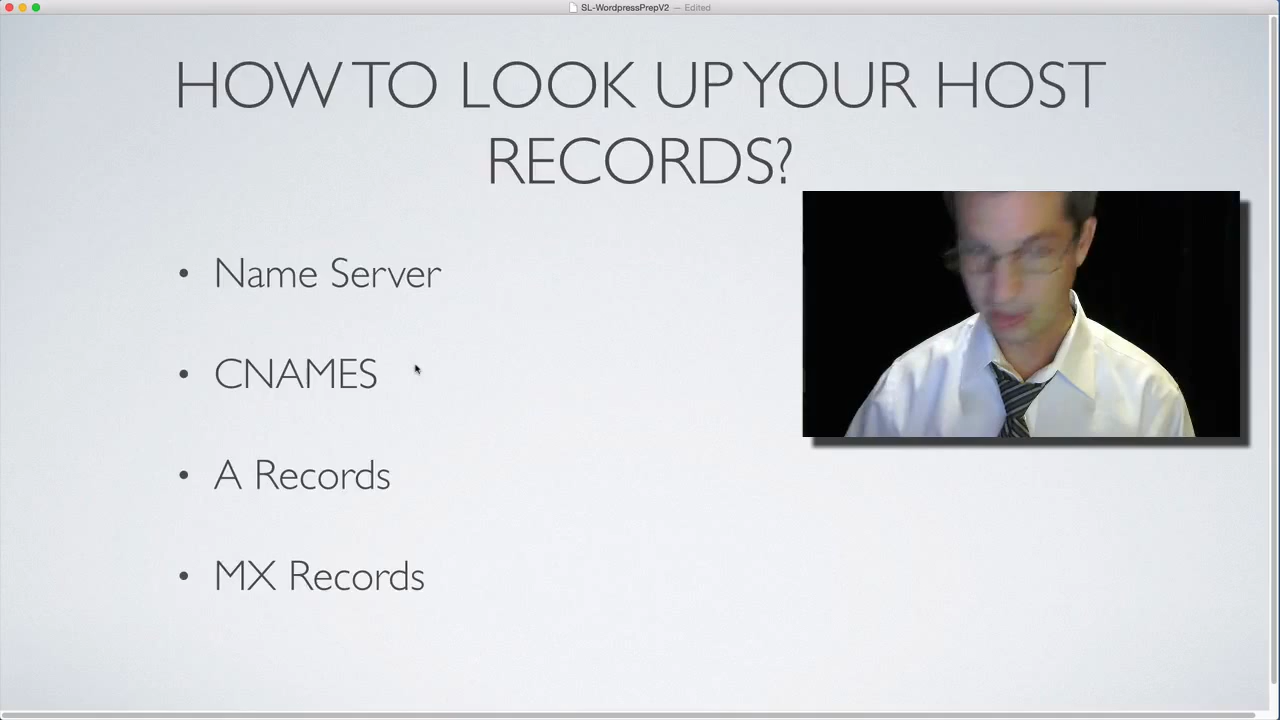 SL-WordpressPrepV2 — Edited
HOW TO LOOK UP YOUR HOST
RECORDS?
• Name Server
• CNAMES
• A Records
• MX Records